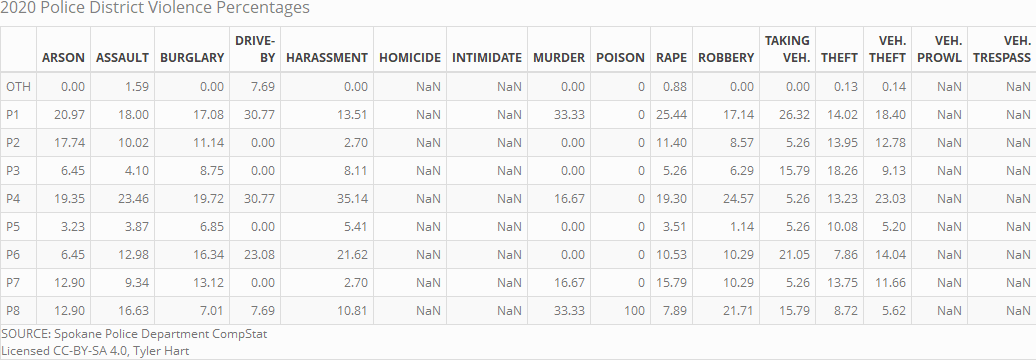 2020 Police District Violence Percentages
ARSON ASSAULT BURGLARY DRIVE-BY HARASSMENT HOMICIDE INTIMIDATE MURDER POISON RAPE ROBBERY TAKING VEH. THEFT VEH. THEFT VEH. PROWL VEH. TRESPASS
OTH 0.00 1.59 0.00 7.69 0.00 NaN NaN 0.00 0 0.88 0.00 0.00 0.13 0.14 NaN NaN
P1 20.97 18.00 17.08 30.77 13.51 NaN NaN 33.33 0 25.44 17.14 26.32 14.02 18.40 NaN NaN
P2 17.74 10.02 11.14 0.00 2.70 NaN NaN 0.00 0 11.40 8.57 5.26 13.95 12.78 NaN NaN
P3 6.45 4.10 8.75 0.00 8.11 NaN NaN 0.00 0 5.26 6.29 15.79 18.26 9.13 NaN NaN
P4 19.35 23.46 19.72 30.77 35.14 NaN NaN 16.67 0 19.30 24.57 5.26 13.23 23.03 NaN NaN
P5 3.23 3.87 6.85 0.00 5.41 NaN NaN 0.00 0 3.51 1.14 5.26 10.08 5.20 NaN NaN
P6 6.45 12.98 16.34 23.08 21.62 NaN NaN 0.00 0 10.53 10.29 21.05 7.86 14.04 NaN NaN
P7 12.90 9.34 13.12 0.00 2.70 NaN NaN 16.67 0 15.79 10.29 5.26 13.75 11.66 NaN NaN
P8 12.90 16.63 7.01 7.69 10.81 NaN NaN 33.33 100 7.89 21.71 15.79 8.72 5.62 NaN NaN
SOURCE: Spokane Police Department CompStat
Licensed CC-BY-SA 4.0, Tyler Hart